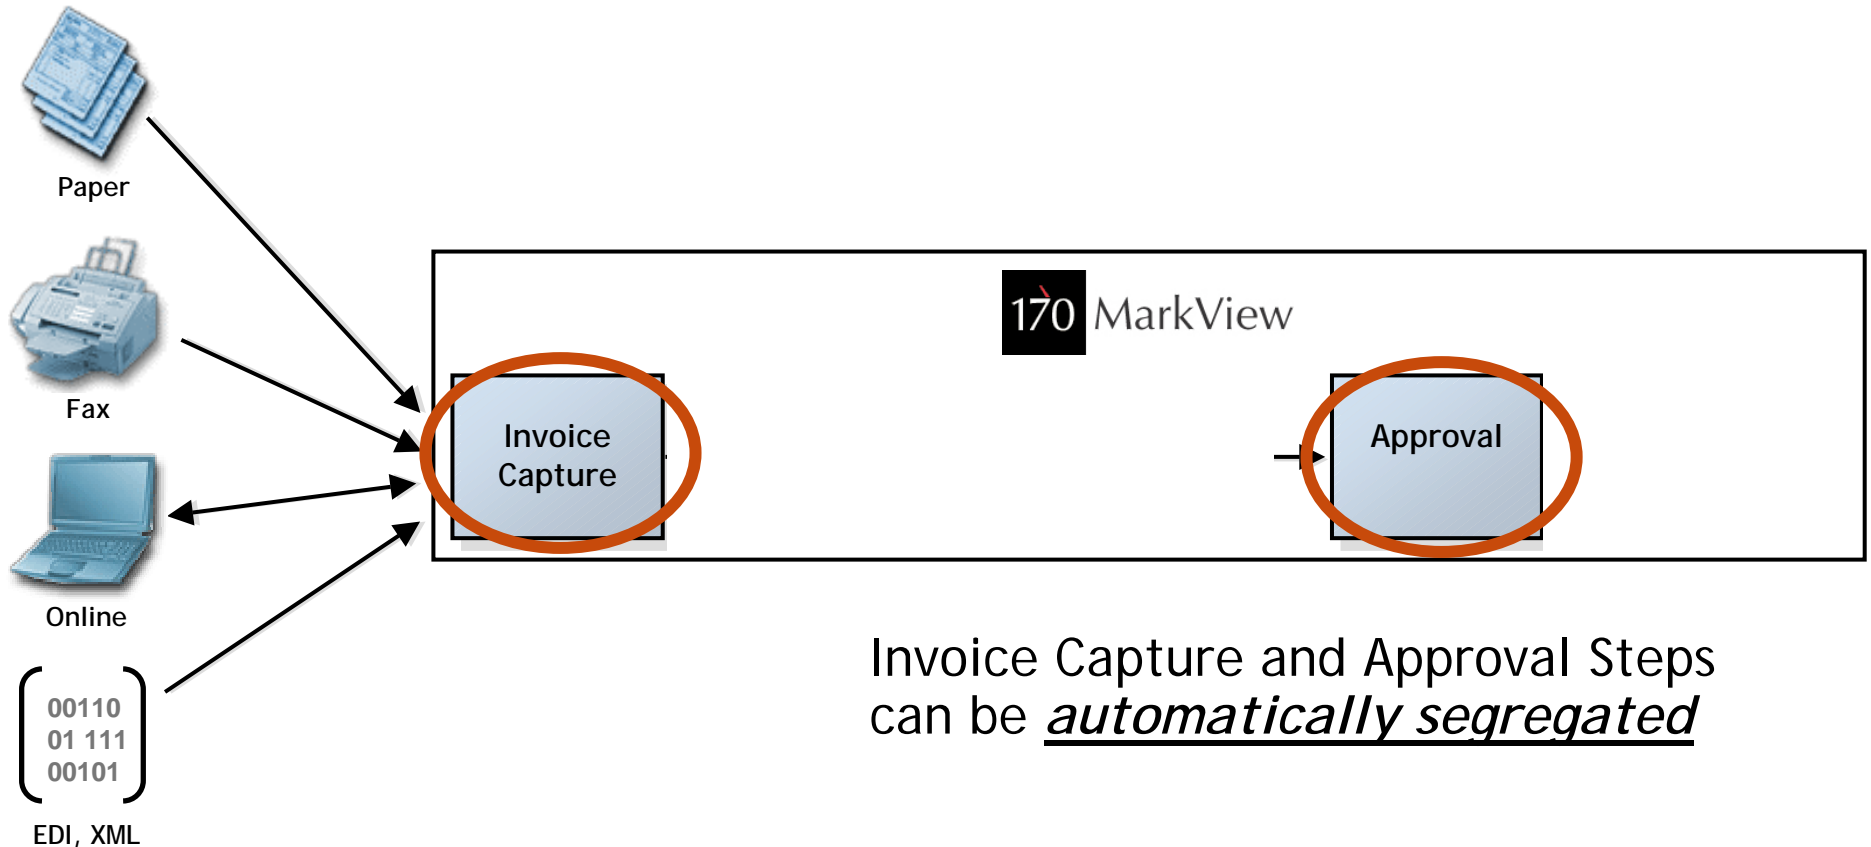 Paper
Fax
Online
00110
01 111
00101
EDI, XML
170 MarkView
Invoice
Capture
Approval
Invoice Capture and Approval Steps
can be automatically segregated